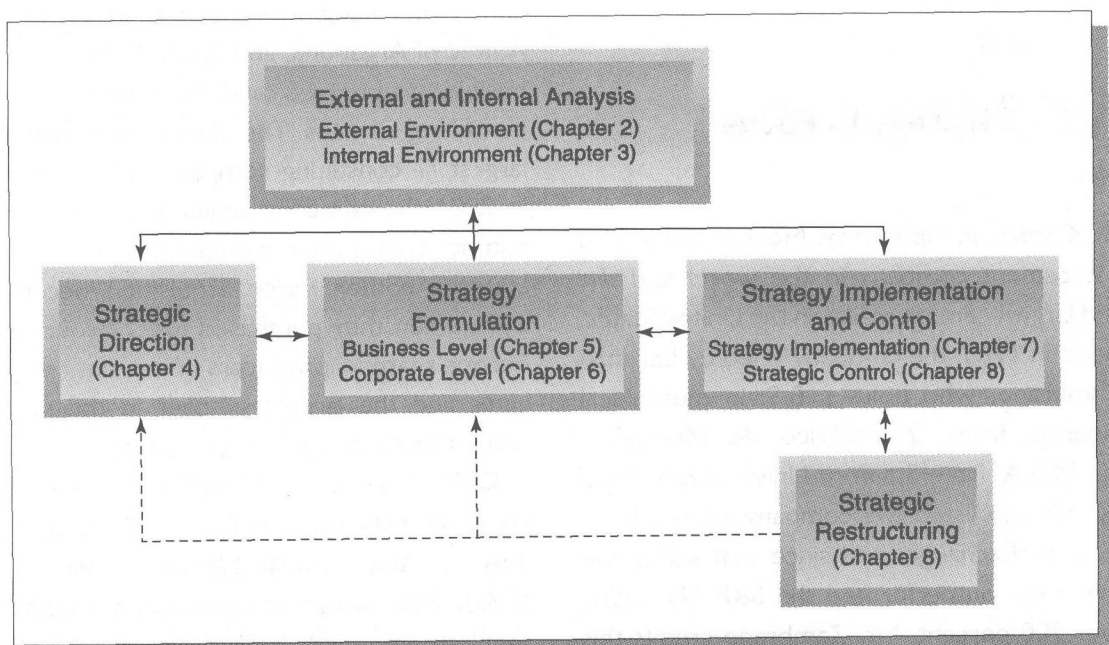 External and Internal Analysis
External Environment (Chapter 2)
Internal Environment (Chapter 3)
Strategic
Direction
(Chapter 4)
Strategy
Formulation
Business Level (Chapter 5)
Corporate Level (Chapter 6)
Strategy Implementation
and Control
Strategy Implementation (Chapter 7)
Strategic Control (Chapter 8)
Strategic
Restructuring
(Chapter 8)